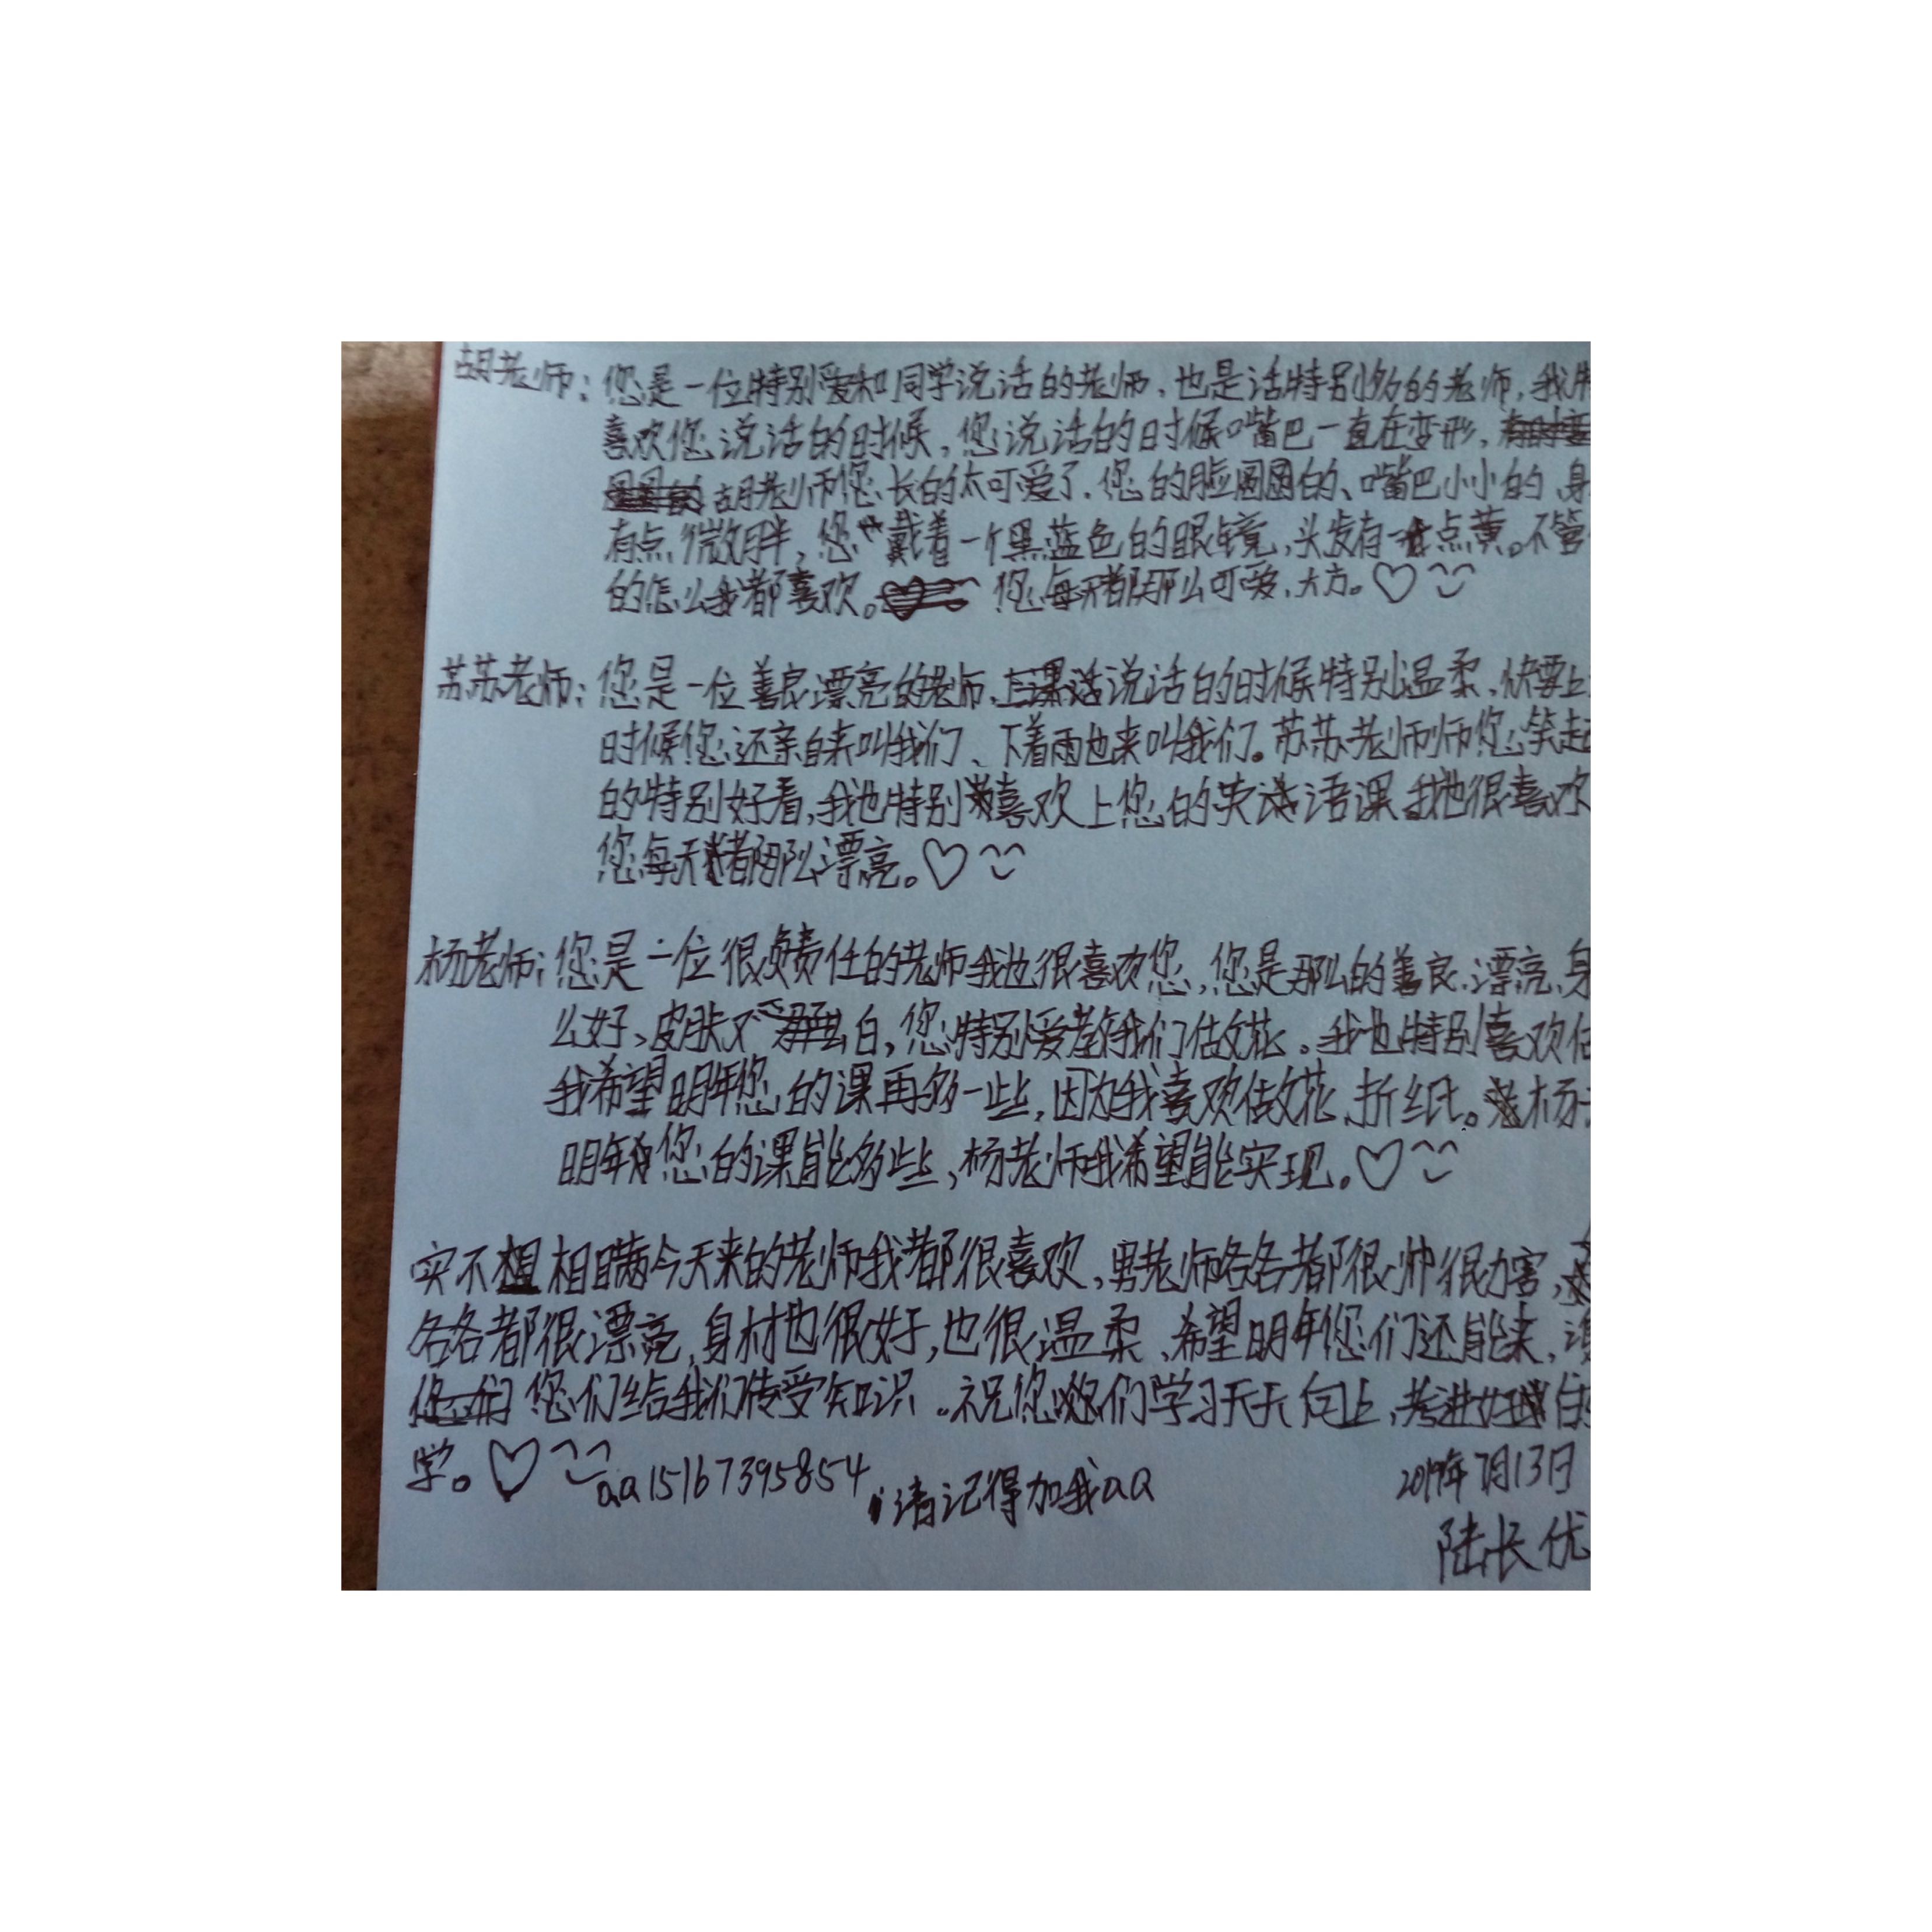 胡老师：您是一位特别爱和同学说话的老师，也是话特别多的老师，我
喜欢您说话的时候，您说话的时候嘴巴一直在变形，
胡老师您长的太可爱了，您的脸圆圆的、嘴巴小小的、身
有点微胖，您戴着一个黑蓝色的眼镜，头发有一点黄。不管
的怎么我都喜欢。您每天都那么可爱、大方。
苏苏老师：您是一位善良漂亮的老师，说话的时候特别温柔，快要上
时候您还亲自来叫我们、下着雨也来叫我们。苏苏老师师您笑起
的特别好看，我也特别喜欢上您的英语课，我也很喜欢
您每天都那么漂亮。
杨老师：您是一位很负责任的老师我也很喜欢您，您是那么的善良、漂亮、身
么好、皮肤又白，您特别爱教我们做花。我也特别喜欢
我希望明年您的课再多一些，因为我喜欢做花、折纸。杨
明年您的课能多些，杨老师我希望能实现。
实不相瞒今天来的老师我都很喜欢，男老师各各都很帅很力害，
各各都很漂亮，身材也很好，也很温柔、希望明年您们还能来，
您们给我们传受知识。祝您们学习天天向上，考进好
学。
QQ15167395854，请记得加我QQ
2019年7月13日
陆长优